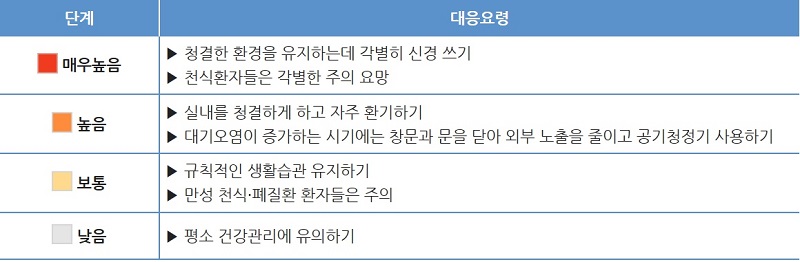 단계
대응요령
매우높음
▶ 청결한 환경을 유지하는데 각별히 신경 쓰기
▶ 천식환자들은 각별한 주의 요망
높음
▶ 실내를 청결하게 하고 자주 환기하기
▶ 대기오염이 증가하는 시기에는 창문과 문을 닫아 외부 노출을 줄이고 공기청정기 사용하기
보통
▶ 규칙적인 생활습관 유지하기
▶ 만성 천식·폐질환 환자들은 주의
낮음
▶ 평소 건강관리에 유의하기